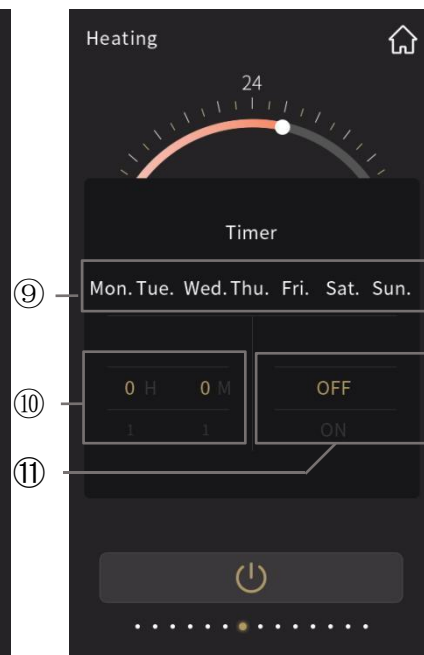 Heating
24
Timer
⑨ Mon. Tue. Wed. Thu. Fri. Sat. Sun.
⑩ 0 H 0 M OFF
1 1 ON
⑪